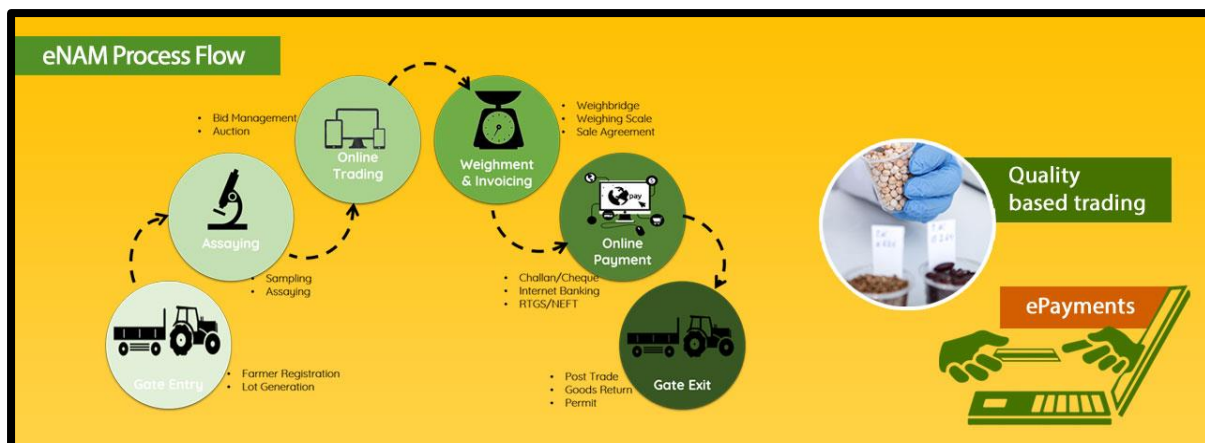 eNAM Process Flow
Gate Entry
Farmer Registration
Lot Generation
Assaying
Sampling
Assaying
Online
Trading
Bid Management
Auction
Weighment
& Invoicing
Weighbridge
Weighing Scale
Sale Agreement
Online
Payment
pay
Challan/Cheque
Internet Banking
RTGS/NEFT
Gate Exit
Post Trade
Goods Return
Permit
Quality
based trading
ePayments